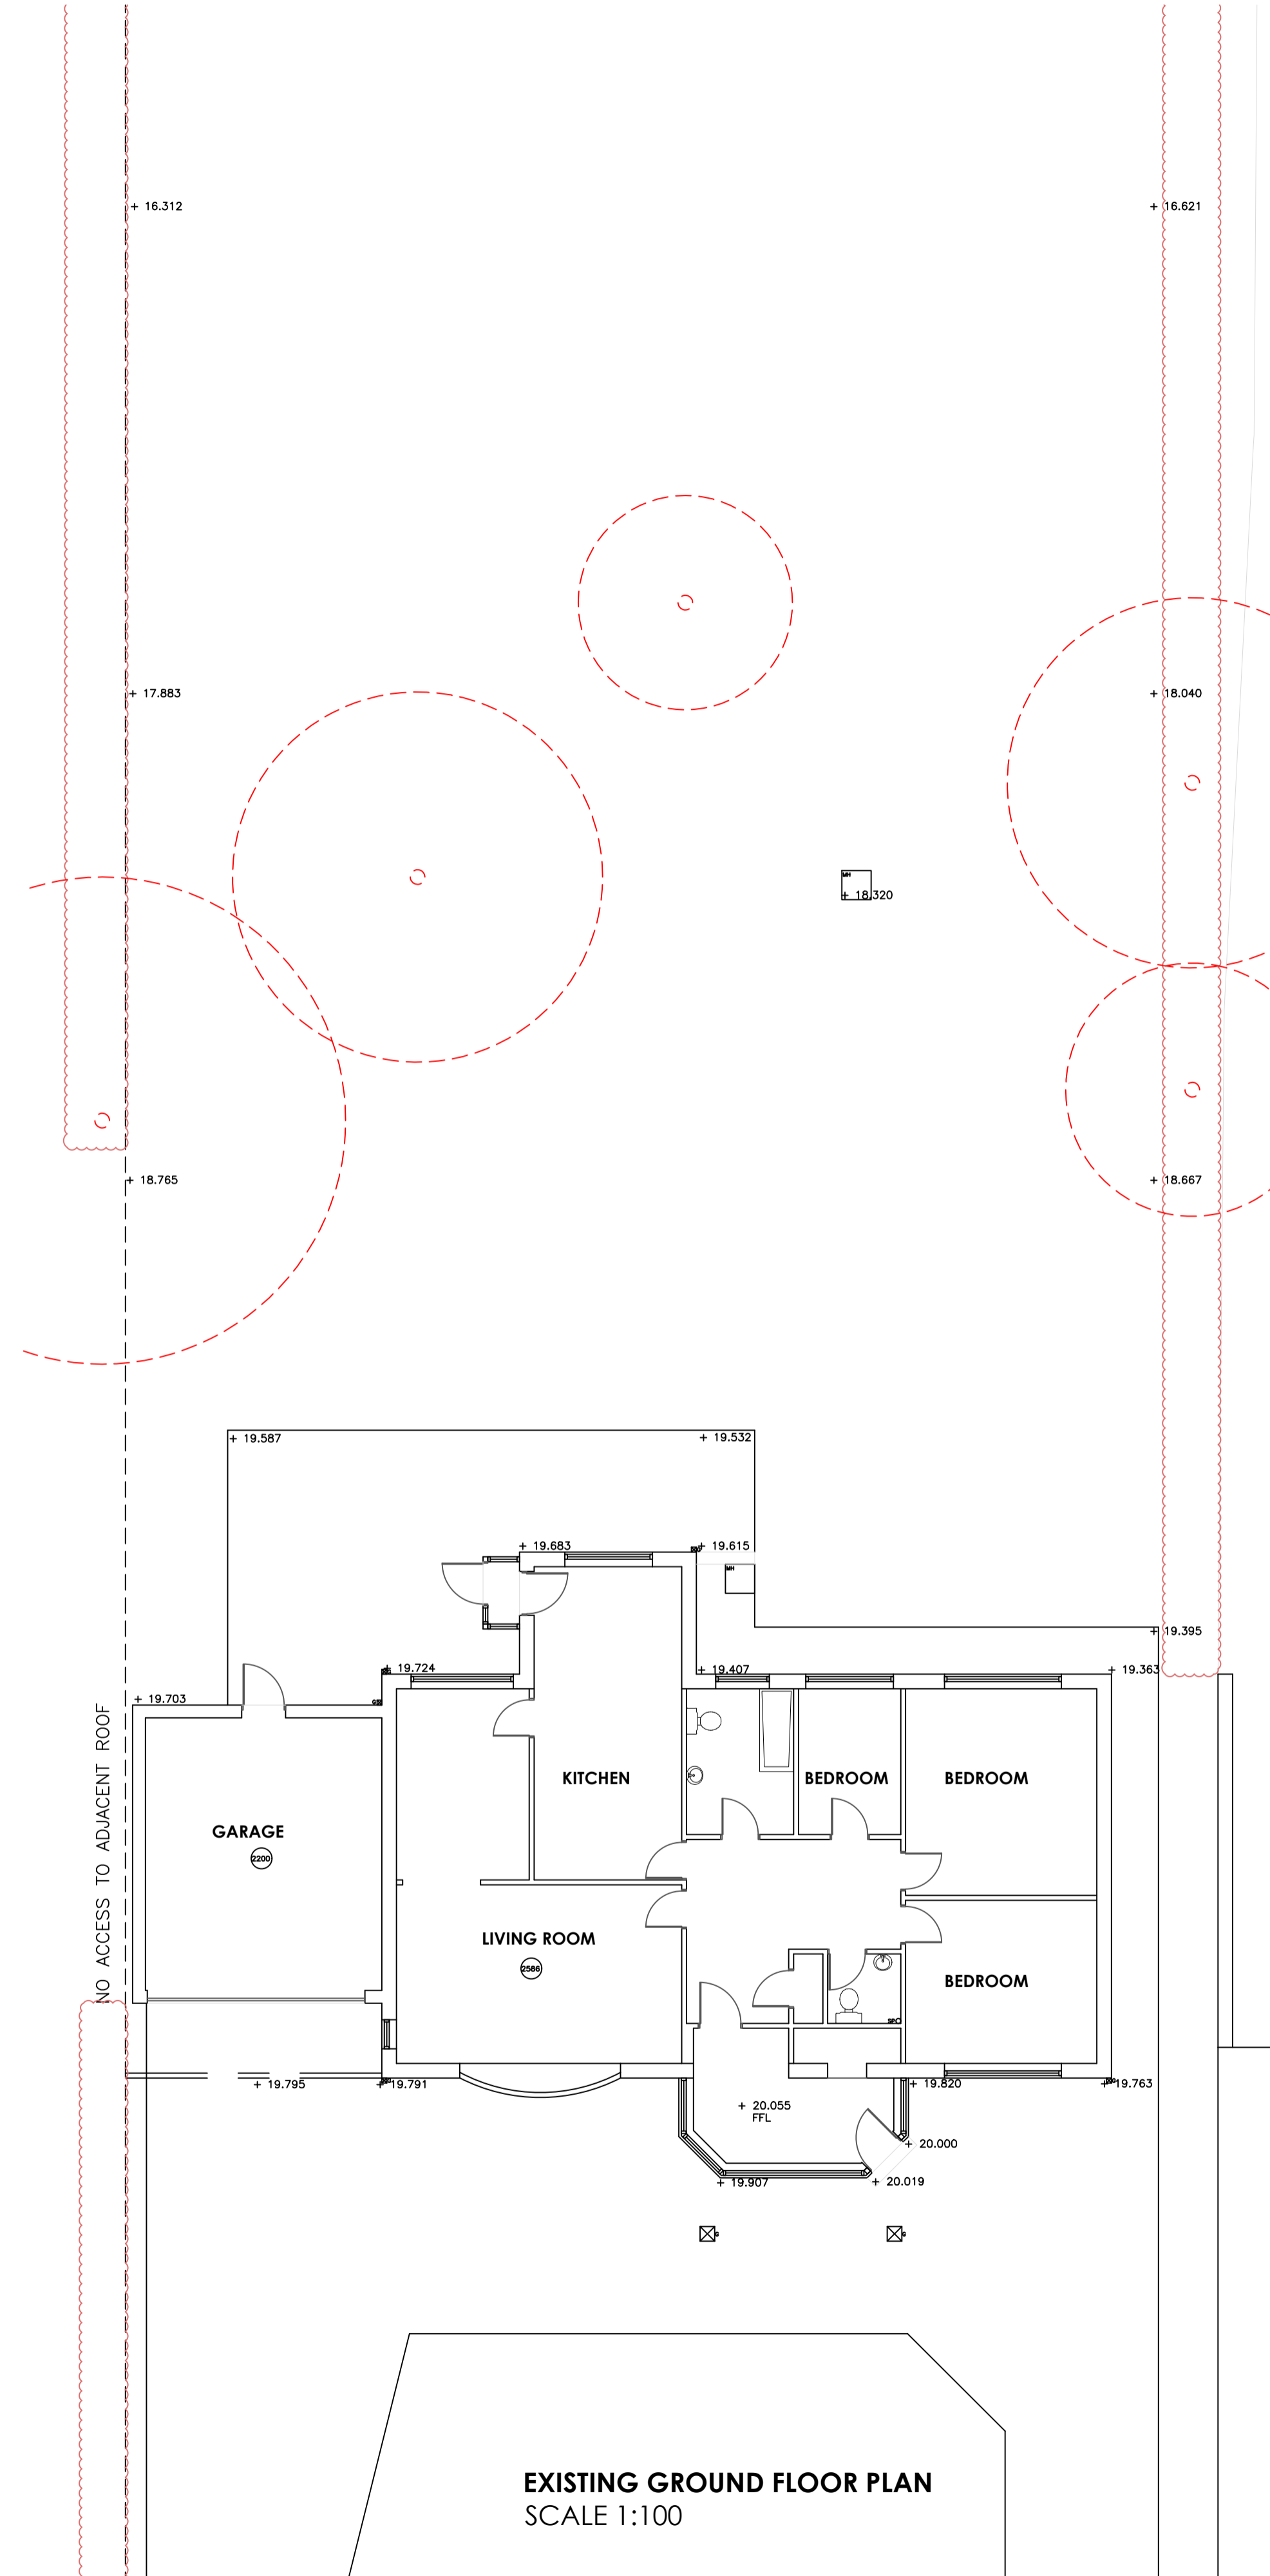 + 16.312
+ 16.621
+ 17.883
+ 18.040
MH
+ 18.320
+ 18.765
+ 18.667
+ 19.587
+ 19.532
+ 19.683
+ 19.615
MH
+ 19.395
+ 19.724
+ 19.407
+ 19.363
+ 19.703
G
NO ACCESS TO ADJACENT ROOF
KITCHEN
BEDROOM
BEDROOM
GARAGE
2200
LIVING ROOM
2586
BEDROOM
+ 19.795
+ 19.791
+ 19.820
+ 19.763
+ 20.055
FFL
+ 20.000
+ 19.907
+ 20.019
G
G
EXISTING GROUND FLOOR PLAN
SCALE 1:100